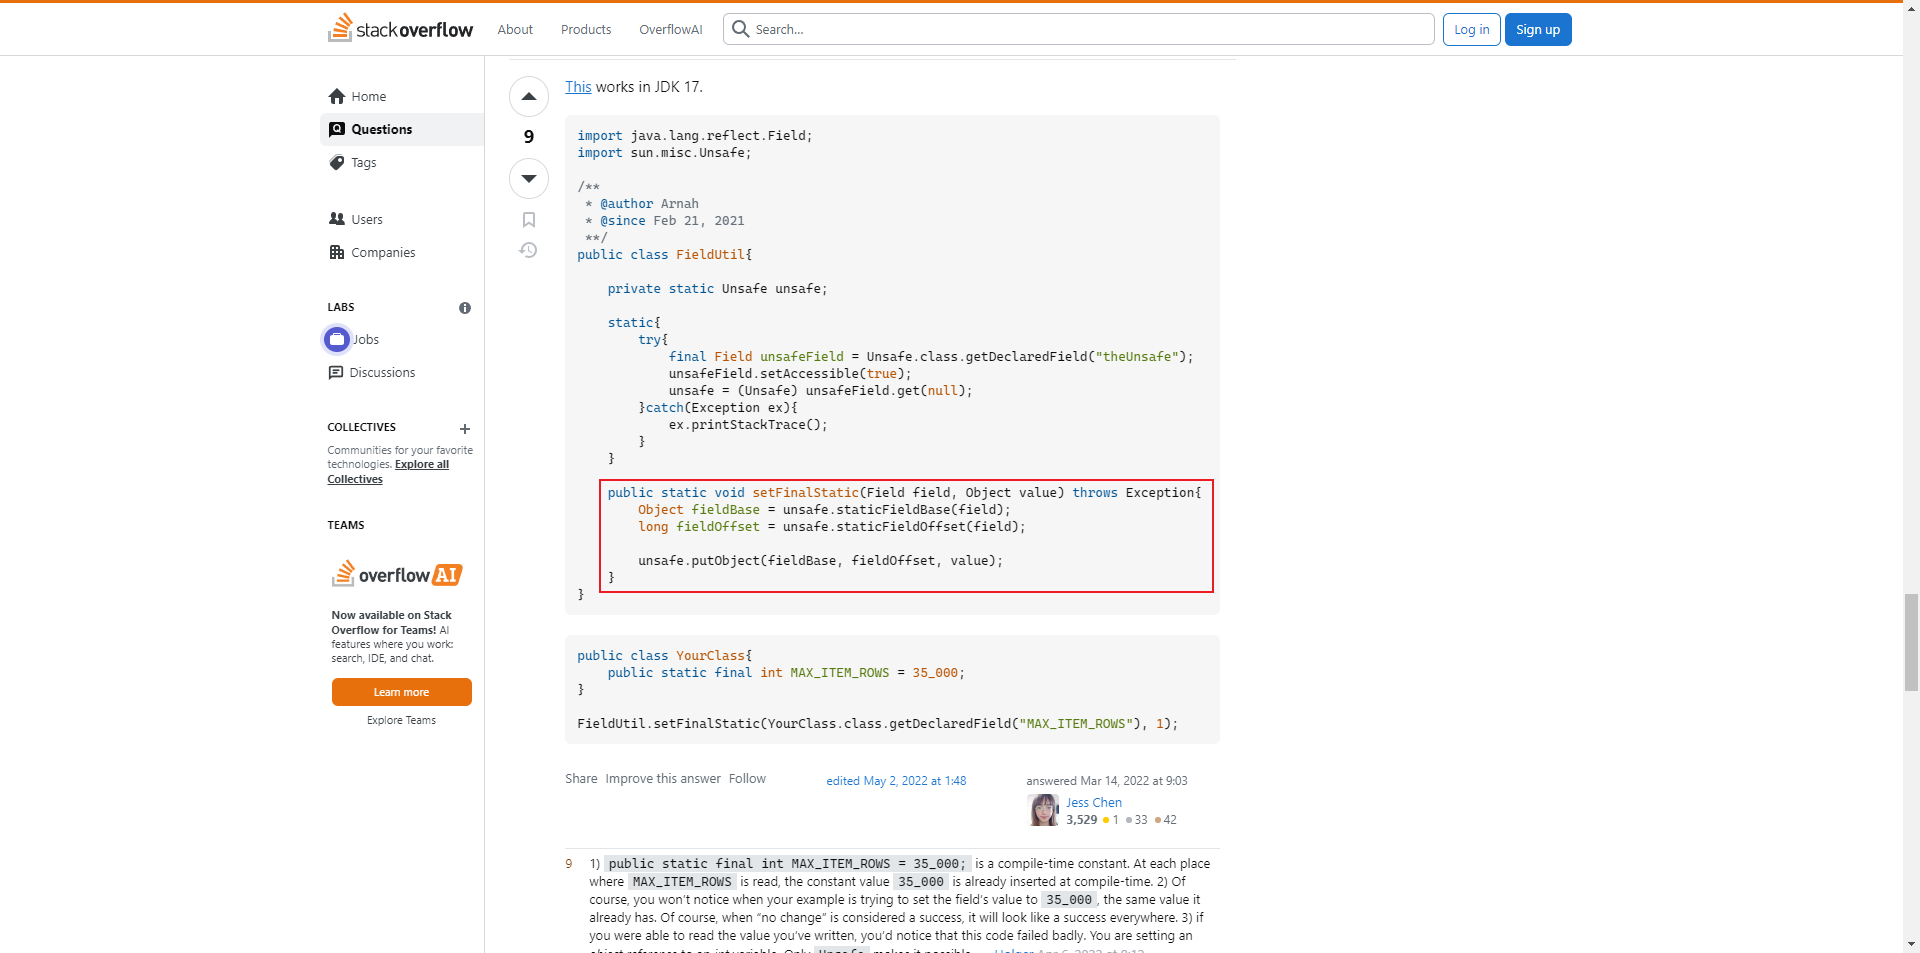 stackoverflow
About
Products
OverflowAI
Search...
Log in
Sign up
Home
Questions
Tags
Users
Companies
LABS
Jobs
Discussions
COLLECTIVES
Communities for your favorite
technologies. Explore all
Collectives
TEAMS
overflow AI
Now available on Stack
Overflow for Teams! AI
features where you work:
search, IDE, and chat.
Learn more
Explore Teams
This works in JDK 17.
9
import java.lang.reflect.Field;
import sun.misc.Unsafe;
/**
* @author Arnah
* @since Feb 21, 2021
**/
public class FieldUtil{
private static Unsafe unsafe;
static{
try{
final Field unsafeField = Unsafe.class.getDeclaredField("theUnsafe");
unsafeField.setAccessible(true);
unsafe = (Unsafe) unsafeField.get(null);
}catch(Exception ex){
ex.printStackTrace();
}
}
public static void setFinalStatic(Field field, Object value) throws Exception{
Object fieldBase = unsafe.staticFieldBase(field);
long fieldOffset = unsafe.staticFieldOffset(field);
unsafe.putObject(fieldBase, fieldOffset, value);
}
}
public class YourClass{
public static final int MAX_ITEM_ROWS = 35_000;
}
FieldUtil.setFinalStatic(YourClass.class.getDeclaredField("MAX_ITEM_ROWS"), 1);
Share Improve this answer Follow
edited May 2, 2022 at 1:48
answered Mar 14, 2022 at 9:03
Jess Chen
3,529 1 33 42
9 1) public static final int MAX_ITEM_ROWS = 35_000; is a compile-time constant. At each place
where MAX_ITEM_ROWS is read, the constant value 35_000 is already inserted at compile-time. 2) Of
course, you won't notice when your example is trying to set the field's value to 35_000, the same value it
already has. Of course, when “no change” is considered a success, it will look like a success everywhere. 3) if
you were able to read the value you've written, you'd notice that this code failed badly. You are setting an
object reference to an int variable. Only Unsafe makes it possible.